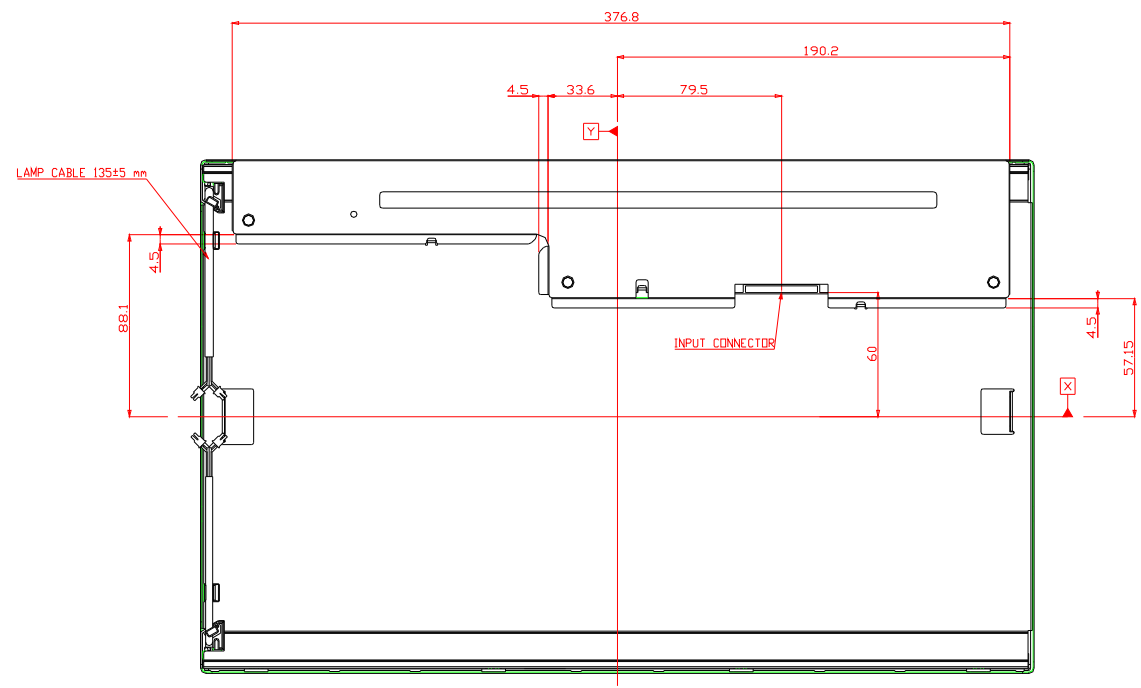 376.8
190.2
4.5
33.6
79.5
Y
LAMP CABLE 135±5 mm
4.5
88.1
4.5
57.15
INPUT CONNECTOR
60
X